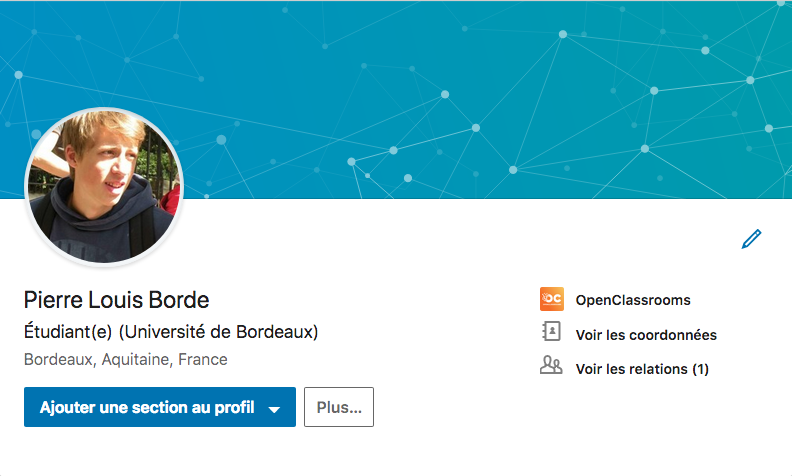 Pierre Louis Borde
Étudiant(e) (Université de Bordeaux)
Bordeaux, Aquitaine, France
Ajouter une section au profil
Plus...
OC
OpenClassrooms
Voir les coordonnées
Voir les relations (1)